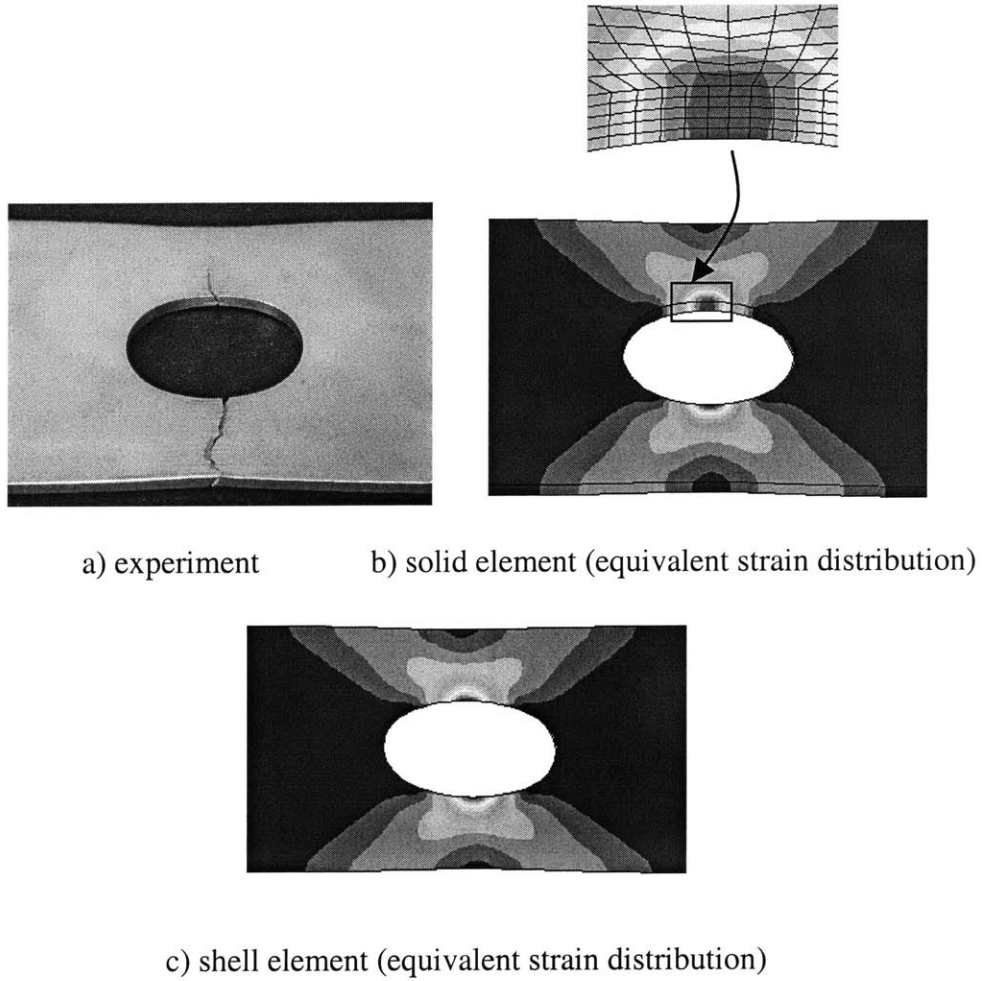 a) experiment
b) solid element (equivalent strain distribution)
c) shell element (equivalent strain distribution)